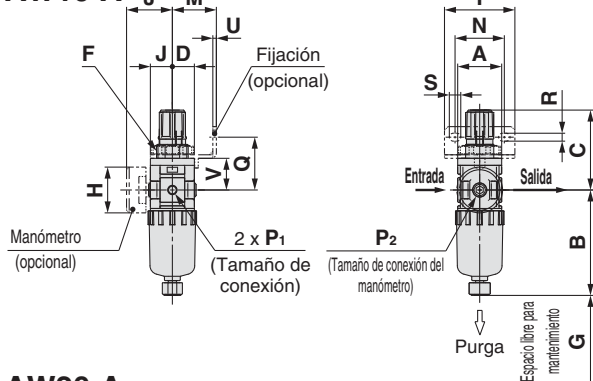 J
M
U
F
J
D
Fijación
(opcional)
H
V
Q
Manómetro
(opcional)
2 x P1
(Tamaño de
conexión)
N
A
S
R
C
Entrada
Salida
P2
(Tamaño de conexión del
manómetro)
B
Purga
Espacio libre para
mantenimiento
G